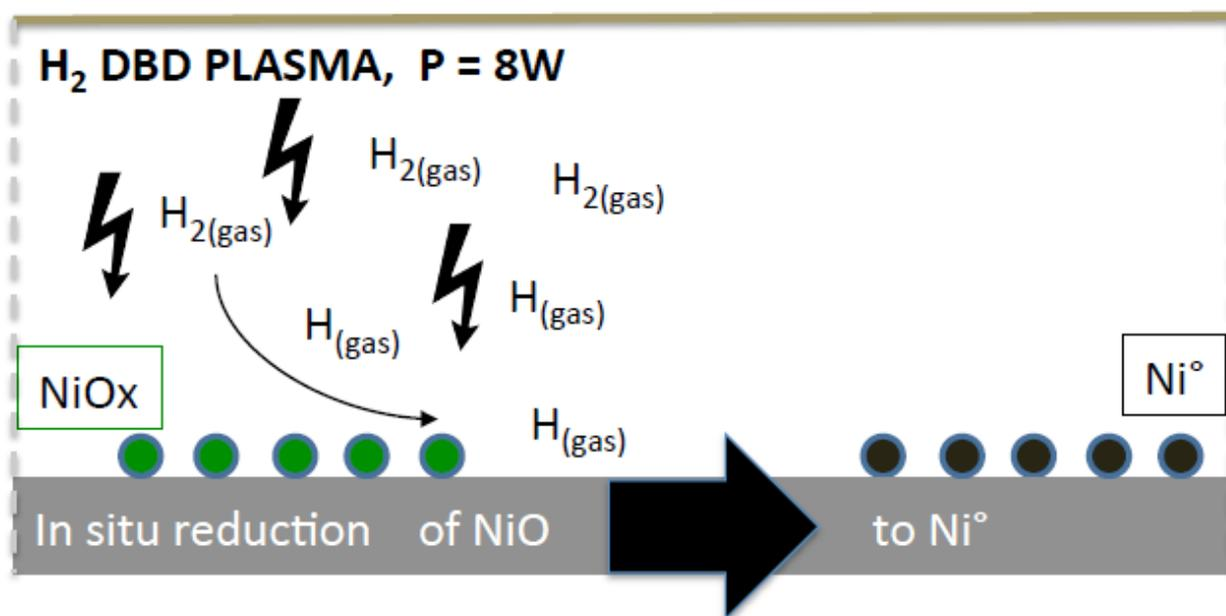 H₂ DBD PLASMA, P = 8W
H₂(gas)
H₂(gas)
H₂(gas)
H(gas)
H(gas)
NiOx
Ni°
H(gas)
In situ reduction of NiO to Ni°